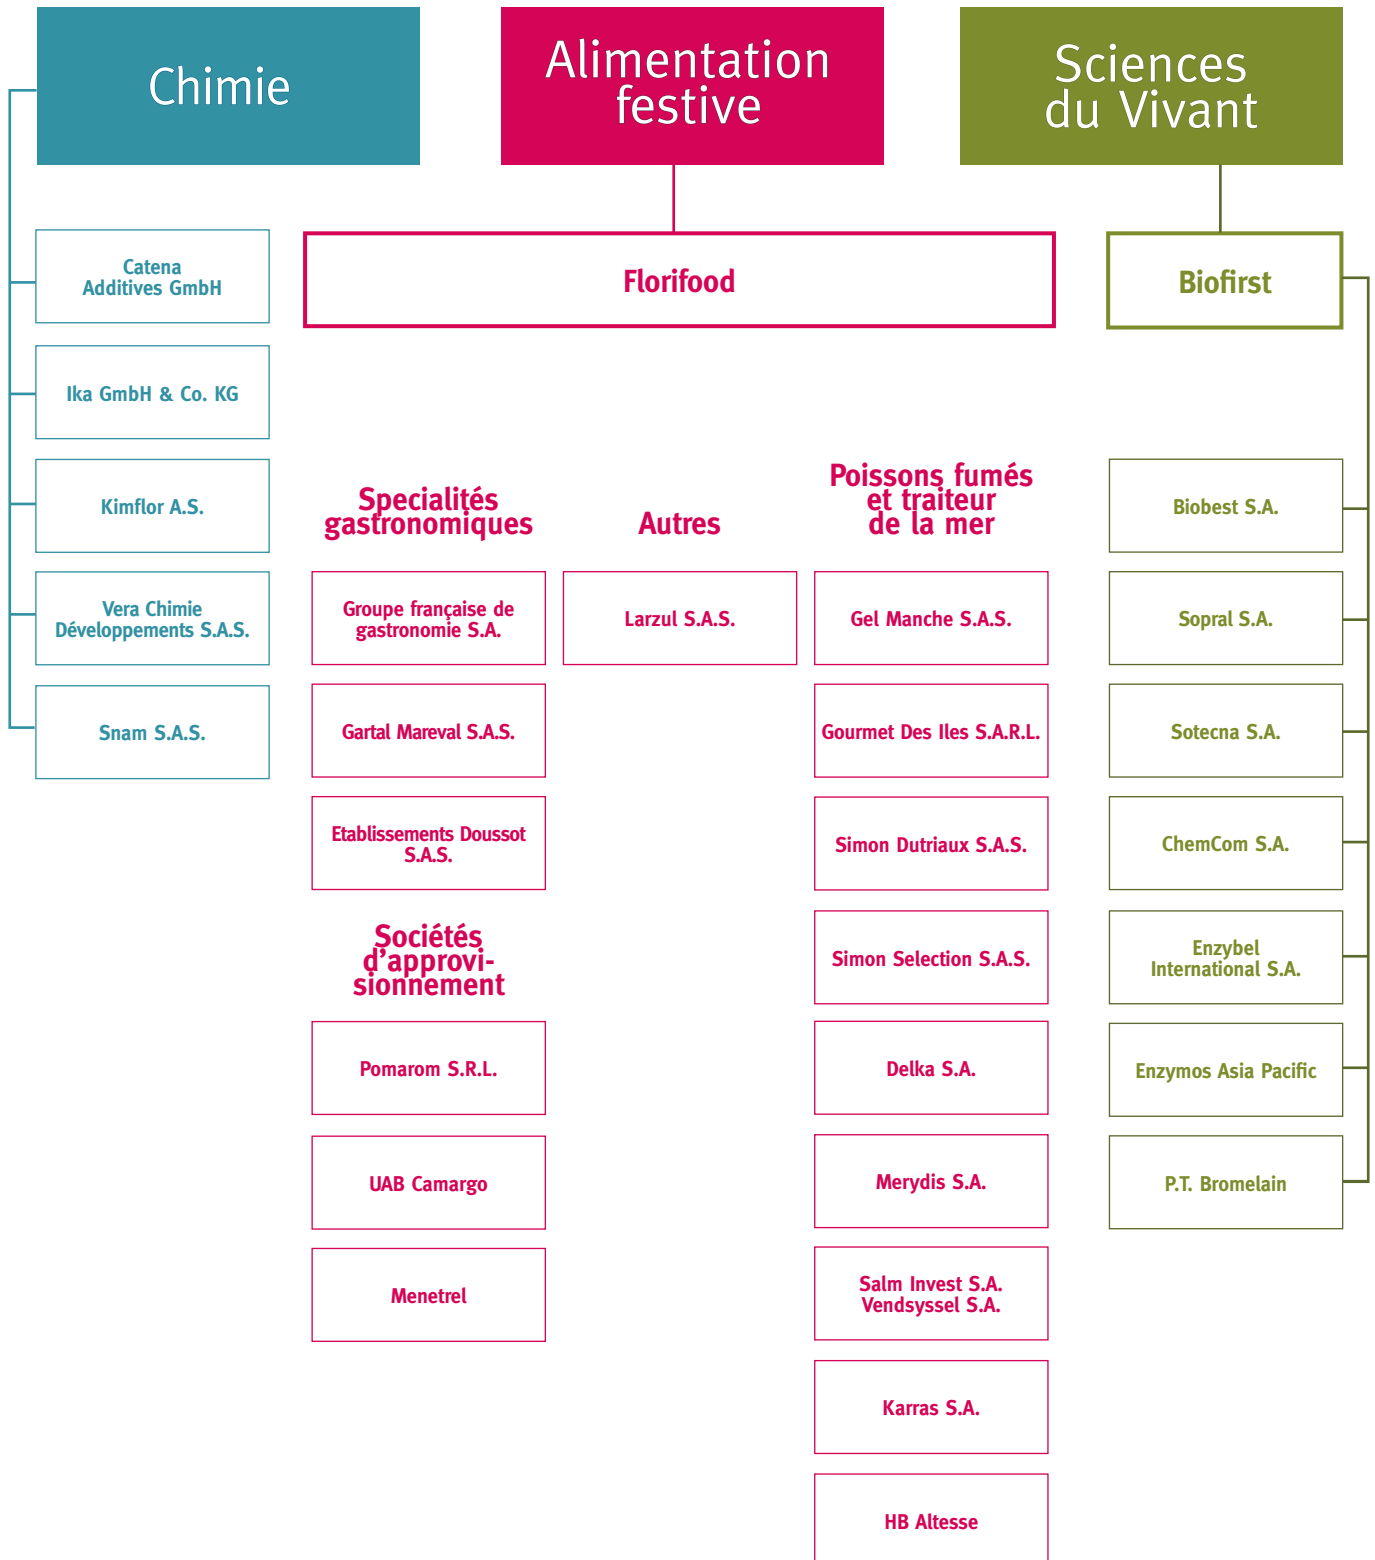 Chimie
Alimentation
festive
Sciences
du Vivant
Catena
Additives GmbH
Ika GmbH & Co. KG
Kimflor A.S.
Vera Chimie
Développements S.A.S.
Snam S.A.S.
Florifood
Specialités
gastronomiques
Groupe française de
gastronomie S.A.
Gartal Mareval S.A.S.
Etablissements Doussot
S.A.S.
Sociétés
d'approvi-
sionnement
Pomarom S.R.L.
UAB Camargo
Menetrel
Autres
Larzul S.A.S.
Poissons fumés
et traiteur
de la mer
Gel Manche S.A.S.
Gourmet Des Iles S.A.R.L.
Simon Dutriaux S.A.S.
Simon Selection S.A.S.
Delka S.A.
Merydis S.A.
Salm Invest S.A.
Vendsyssel S.A.
Karras S.A.
HB Altesse
Biofirst
Biobest S.A.
Sopral S.A.
Sotecna S.A.
ChemCom S.A.
Enzybel
International S.A.
Enzymos Asia Pacific
P.T. Bromelain